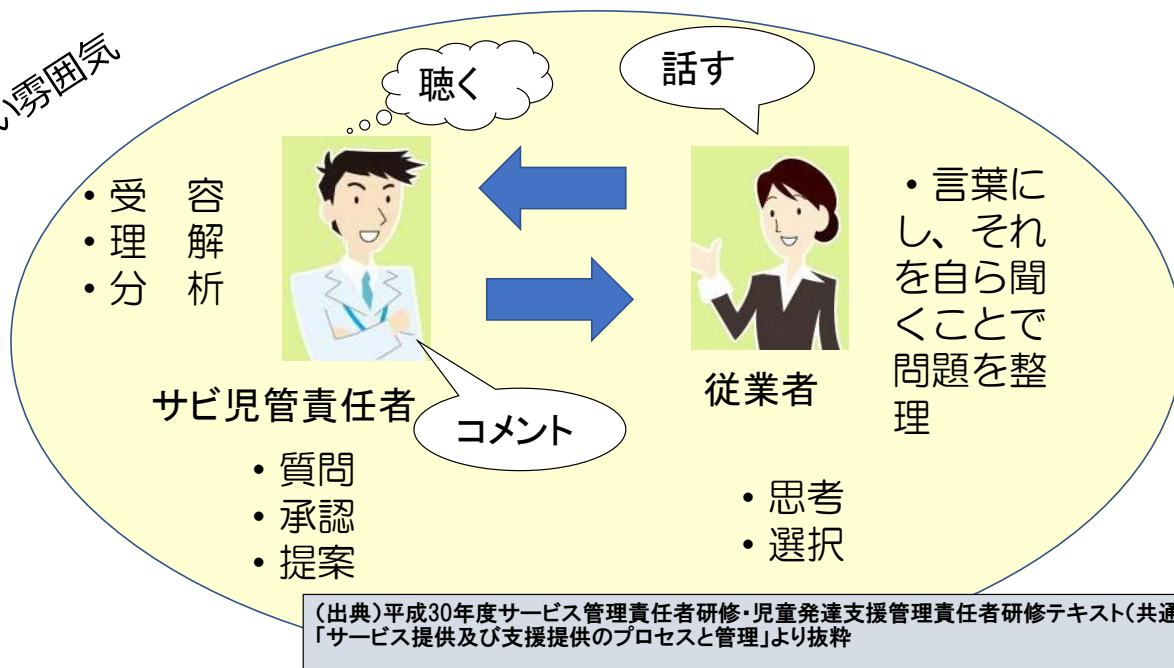 い雰囲気
聴く
話す
・受　容
・理　解
・分　析
・言葉に
し、それ
を自ら聞
くことで
問題を整
理
サビ児管責任者
従業者
コメント
・質問
・承認
・提案
・思考
・選択
(出典)平成30年度サービス管理責任者研修・児童発達支援管理責任者研修テキスト(共通
「サービス提供及び支援提供のプロセスと管理」より抜粋